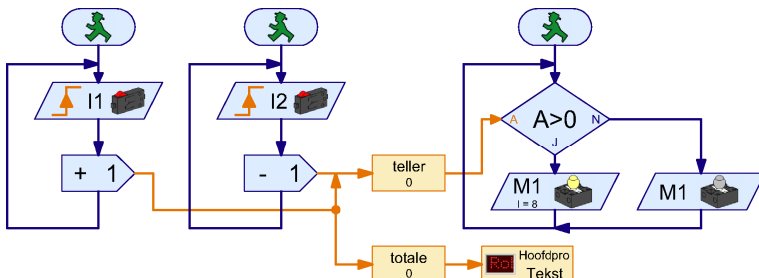 I1
+ 1
I2
- 1
teller
0
totale
0
Hoofdpro
Tekst
A
A>0
N
J
M1
I = 8
M1